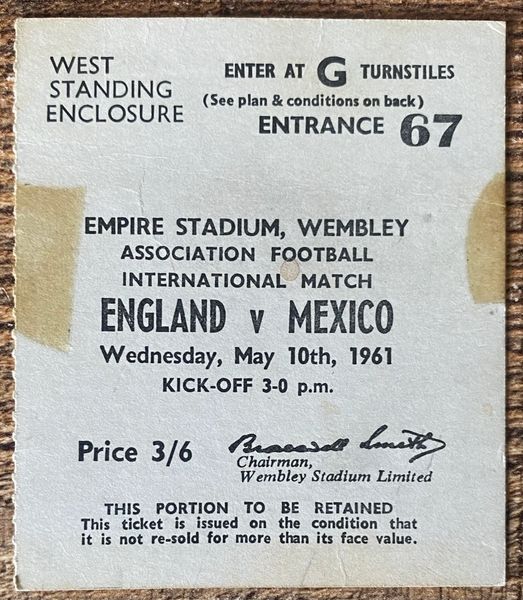 WEST
STANDING
ENCLOSURE
ENTER AT G TURNSTILES
(See plan & conditions on back)
ENTRANCE 67
EMPIRE STADIUM, WEMBLEY
ASSOCIATION FOOTBALL
INTERNATIONAL MATCH
ENGLAND v MEXICO
Wednesday, May 10th, 1961
KICK-OFF 3-0 p.m.
Price 3/6
Bracewell Smith
Chairman,
Wembley Stadium Limited
THIS PORTION TO BE RETAINED
This ticket is issued on the condition that
it is not re-sold for more than its face value.